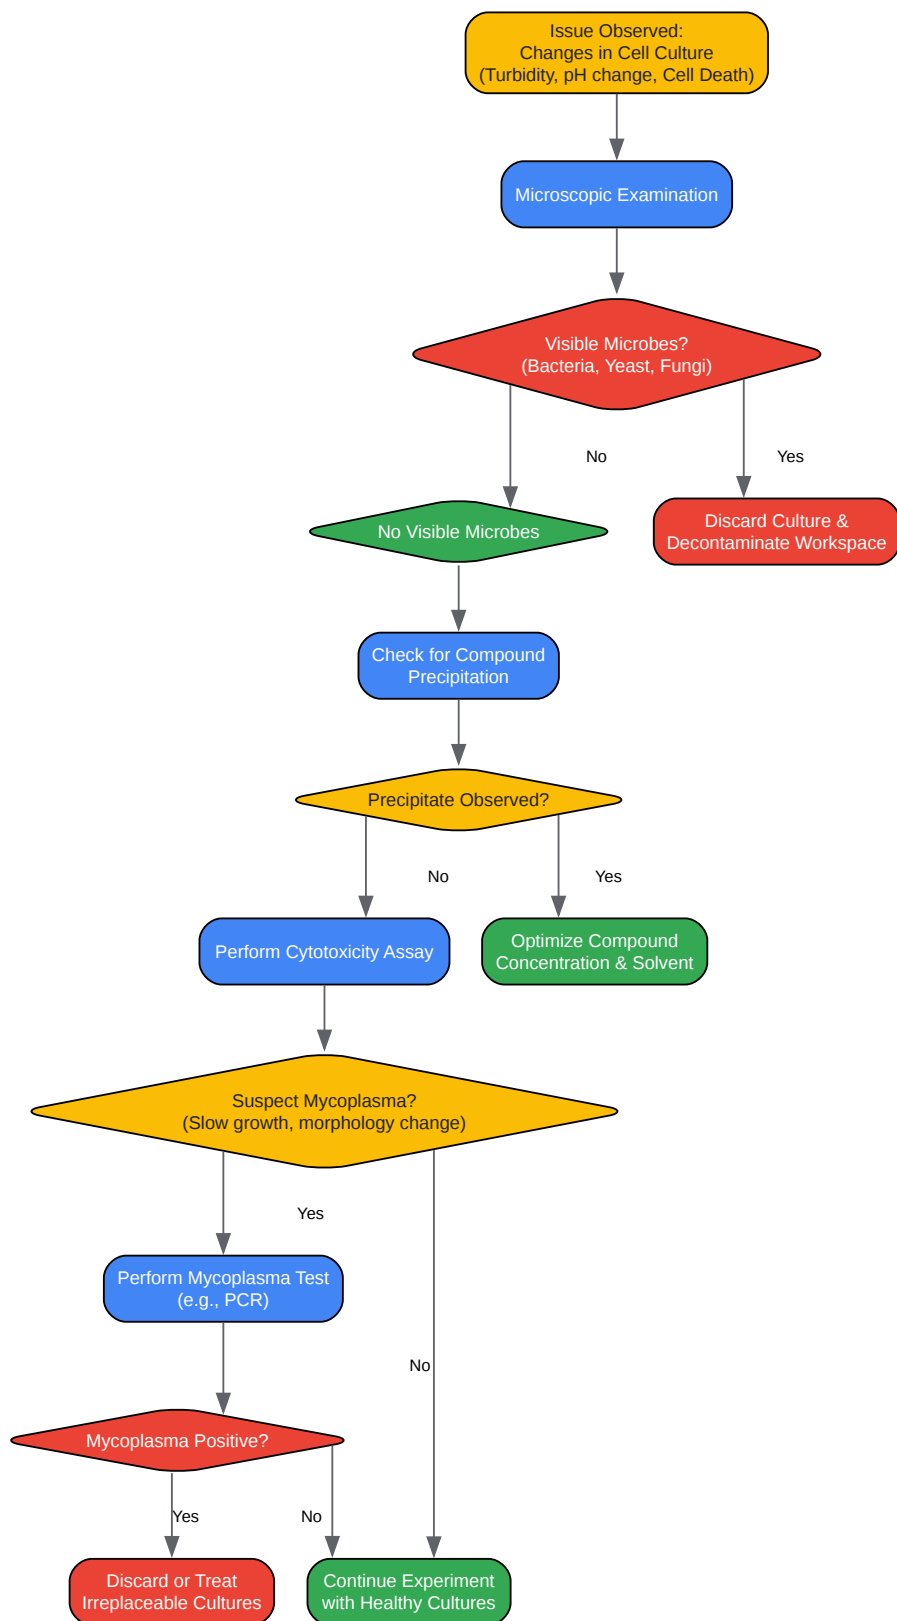 Issue Observed:
Changes in Cell Culture
(Turbidity, pH change, Cell Death)
Microscopic Examination
Visible Microbes?
(Bacteria, Yeast, Fungi)
No
Yes
No Visible Microbes
Discard Culture &
Decontaminate Workspace
Check for Compound
Precipitation
Precipitate Observed?
No
Yes
Perform Cytotoxicity Assay
Optimize Compound
Concentration & Solvent
Suspect Mycoplasma?
(Slow growth, morphology change)
Yes
Perform Mycoplasma Test
(e.g., PCR)
No
Mycoplasma Positive?
Yes
No
Discard or Treat
Irreplaceable Cultures
Continue Experiment
with Healthy Cultures